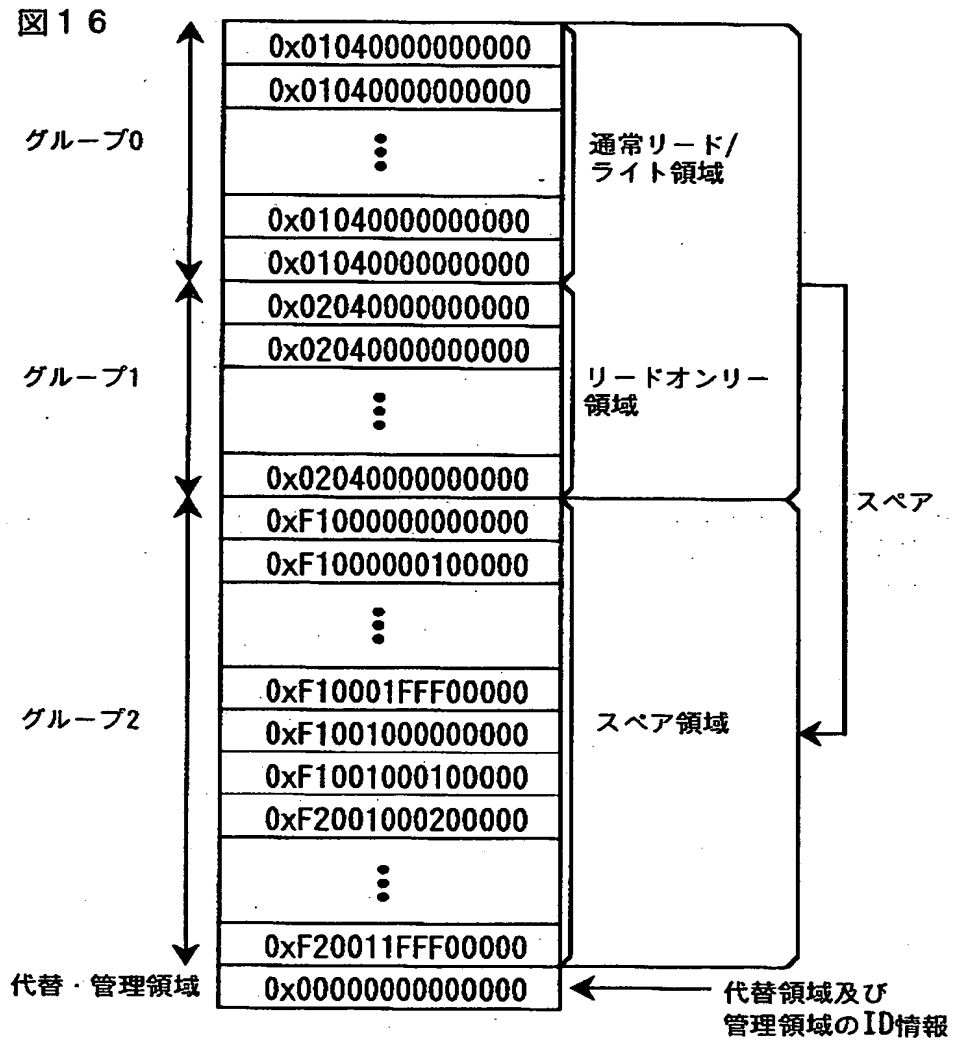 図16
0x01040000000000
0x01040000000000
グループ0
通常リード/
ライト領域
0x01040000000000
0x01040000000000
0x02040000000000
0x02040000000000
グループ1
リードオンリー
領域
0x02040000000000
スペア
0xF1000000000000
0xF1000000100000
0xF10001FFF00000
グループ2
スペア領域
0xF1001000000000
0xF1001000100000
0xF2001000200000
0xF20011FFF00000
代替・管理領域
0x00000000000000
代替領域及び
管理領域のID情報